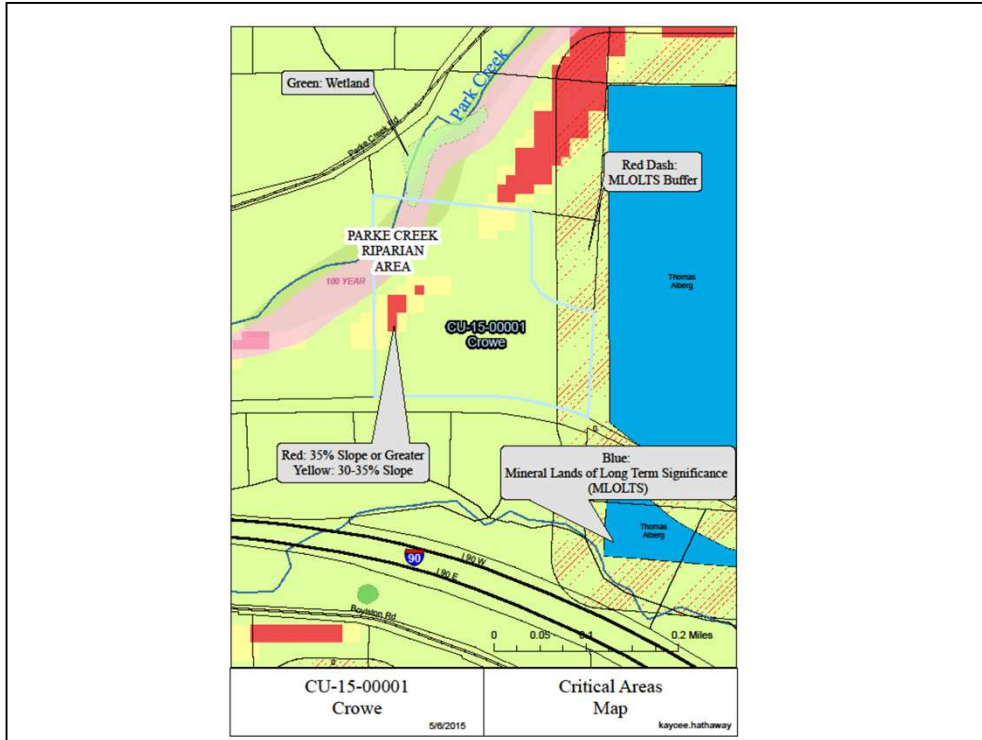 Green: Wetland
Park Creek
Parke Creek Rd
Red Dash:
MLOLTS Buffer
PARKE CREEK
RIPARIAN
AREA
100 YEAR
Thomas
Alberg
CU-15-00001
Crowe
Red: 35% Slope or Greater
Yellow: 30-35% Slope
Blue:
Mineral Lands of Long Term Significance
(MLOLTS)
Thomas
Alberg
I 90 W
90
I 90 E
Boylston Rd
0 0.05 0.1 0.2 Miles
CU-15-00001
Crowe
5/6/2015
Critical Areas
Map
kaycee.hathaway